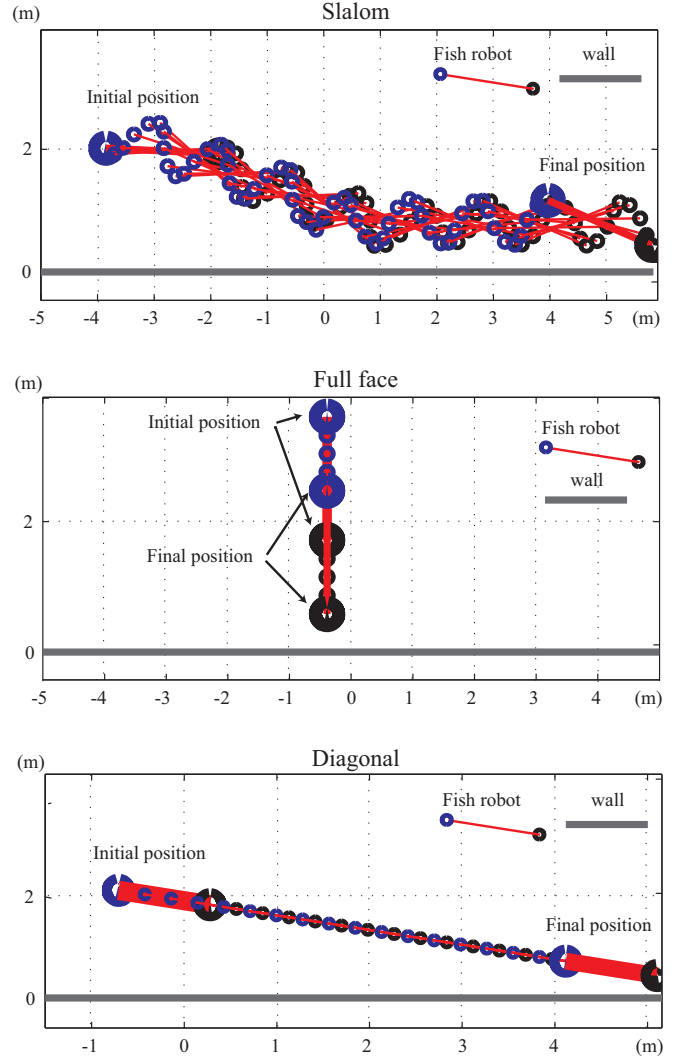 (m)
Slalom
Fish robot
wall
Initial position
2
Final position
0
-5 -4 -3 -2 -1 0 1 2 3 4 5 (m)
(m)
Full face
Initial position
Fish robot
wall
2
Final position
0
-5 -4 -3 -2 -1 0 1 2 3 4 (m)
(m)
Diagonal
Fish robot
wall
Initial position
2
Final position
0
-1 0 1 2 3 4 5 (m)